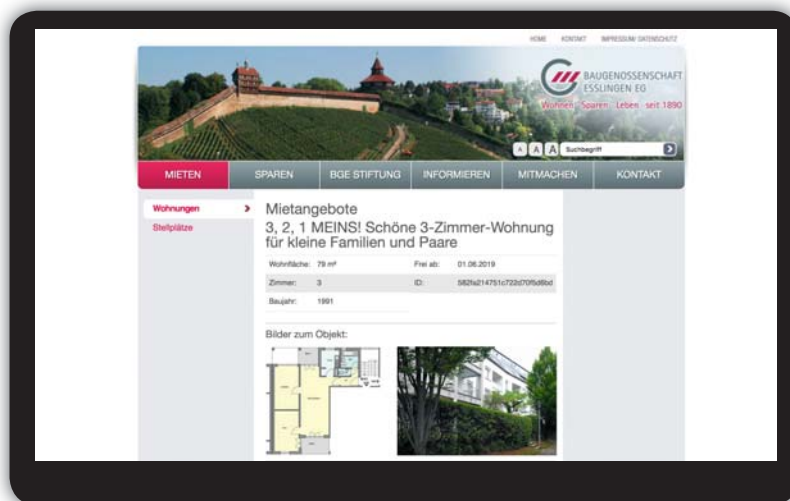 HOME KONTAKT IMPRESSUM/ DATENSCHUTZ
BAUGENOSSENSCHAFT
ESSLINGEN EG
Wohnen · Sparen · Leben · seit 1890
A A A Suchbegriff
MIETEN SPAREN BGE STIFTUNG INFORMIEREN MITMACHEN KONTAKT
Wohnungen
Stellplätze
Mietangebote
3, 2, 1 MEINS! Schöne 3-Zimmer-Wohnung
für kleine Familien und Paare
Wohnfläche: 79 m² Frei ab: 01.06.2019
Zimmer: 3 ID:
Baujahr: 1991
Bilder zum Objekt: